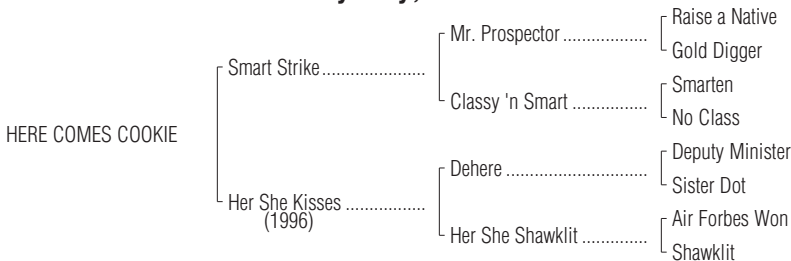 Raise a Native
Mr. Prospector ...................
Gold Digger
Smart Strike......................
Smarten
Classy 'n Smart ................
No Class
HERE COMES COOKIE
Deputy Minister
Dehere ..............................
Sister Dot
Her She Kisses .................
(1996)
Air Forbes Won
Her She Shawklit ..............
Shawklit